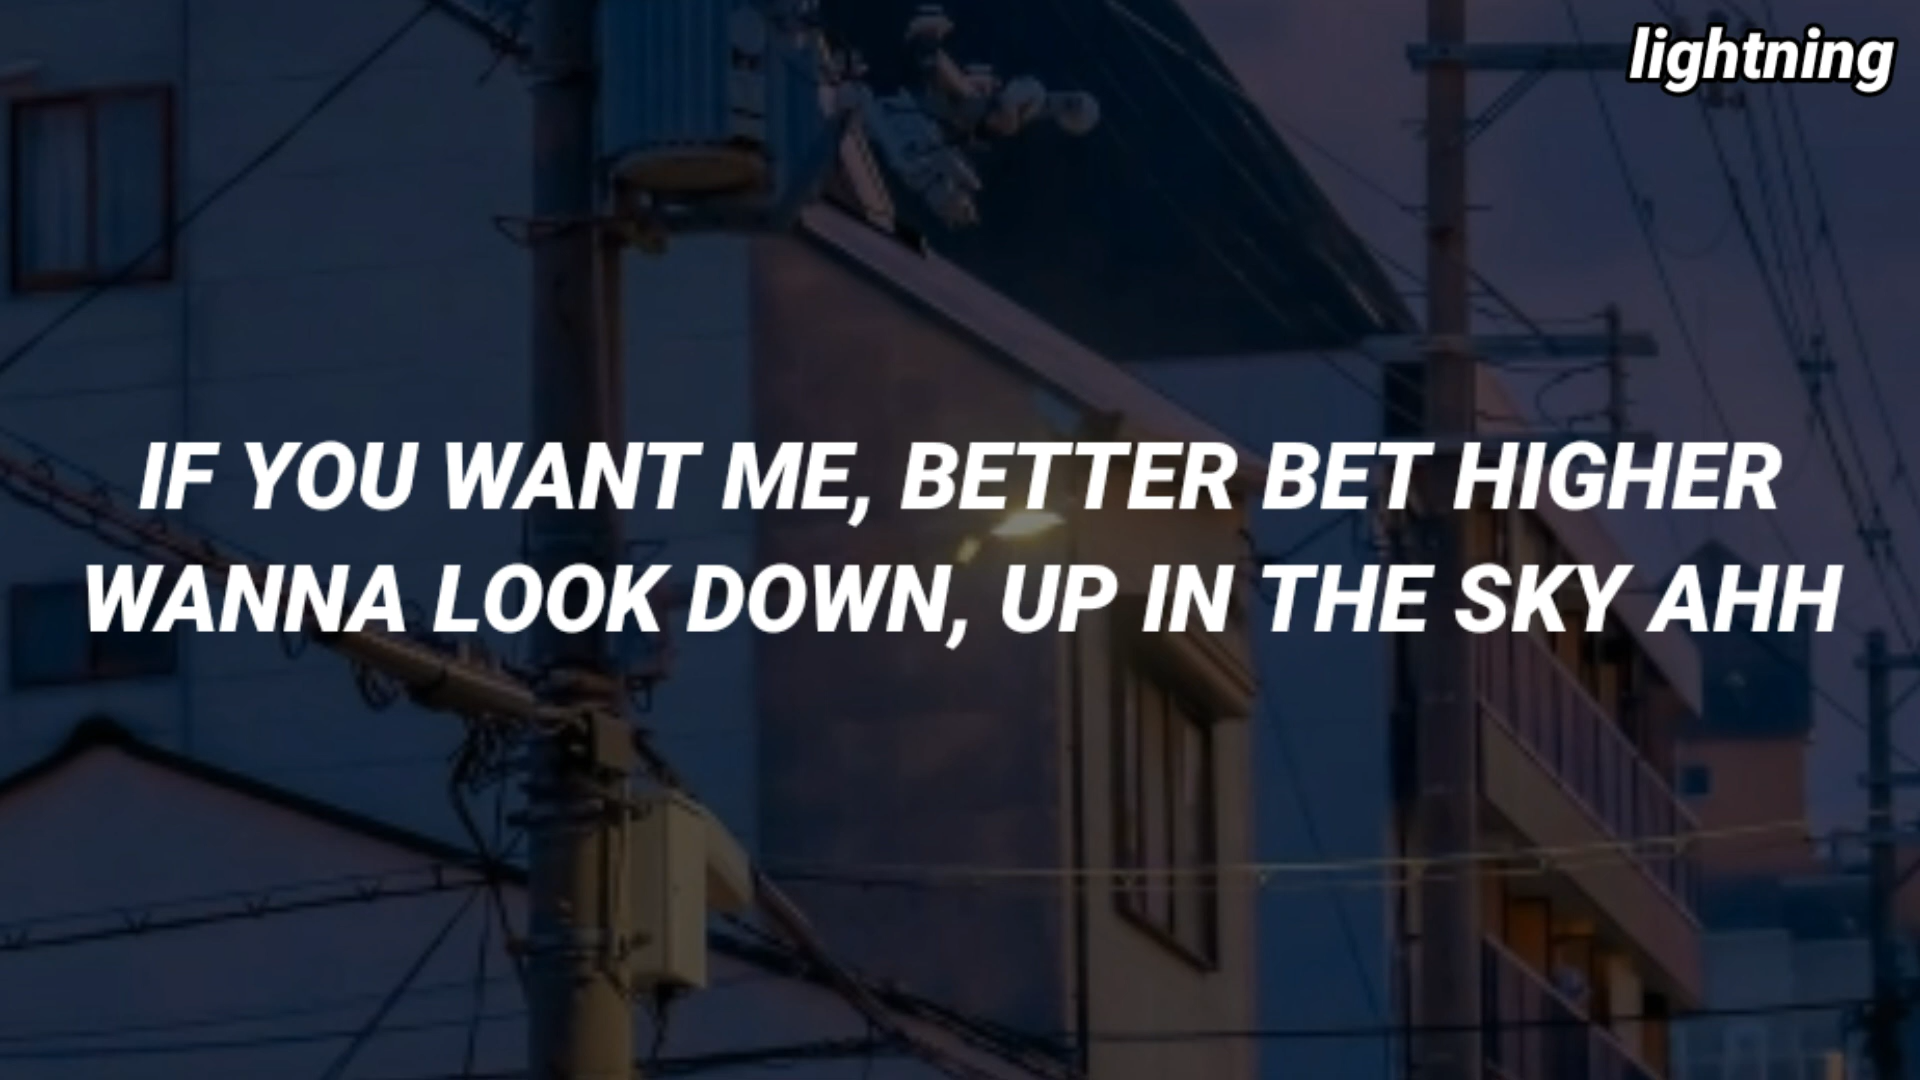 lightning
IF YOU WANT ME, BETTER BET HIGHER
WANNA LOOK DOWN, UP IN THE SKY AHH